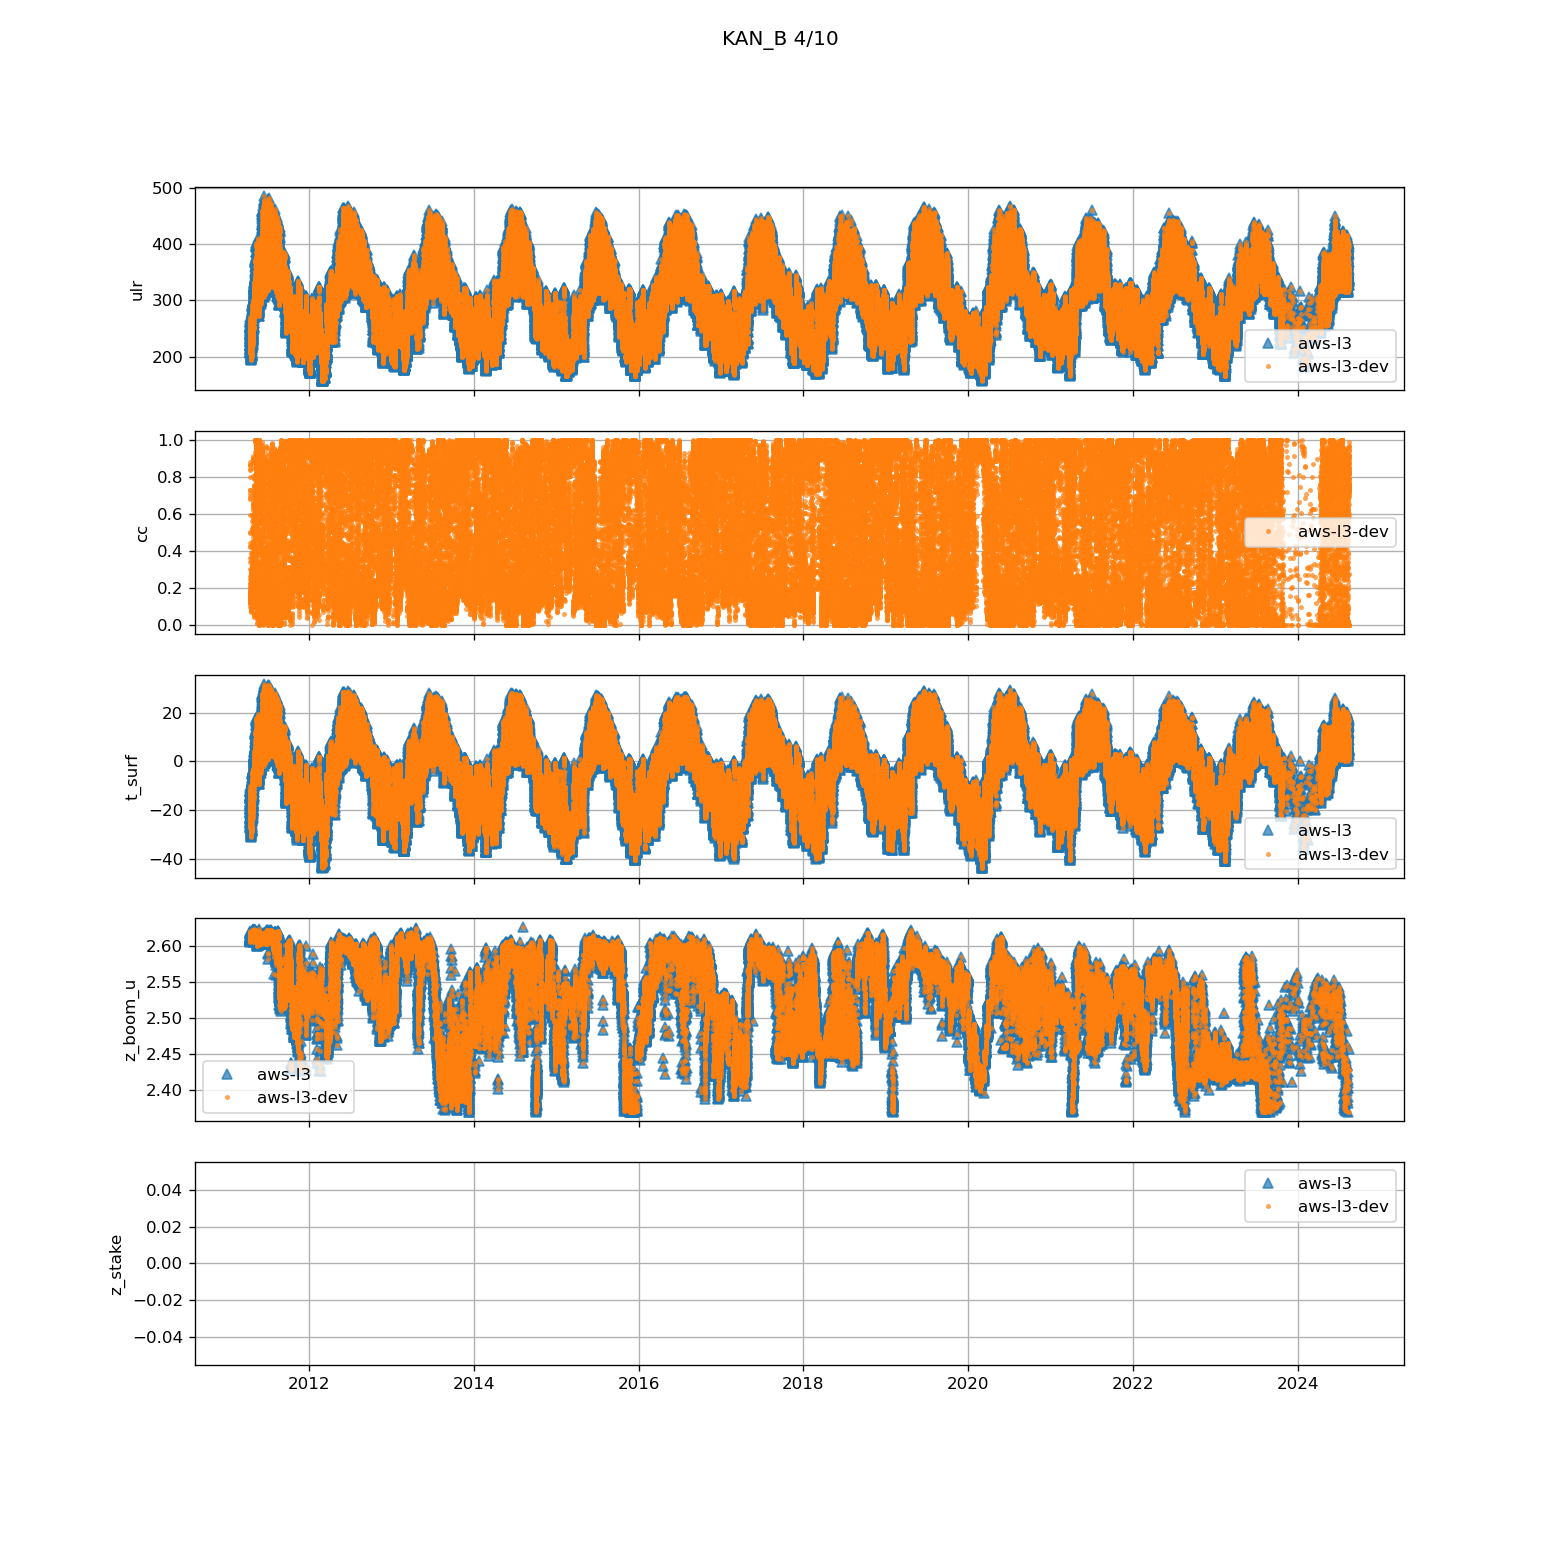 KAN_B 4/10
500
400
300
200
ulr
aws-l3
aws-l3-dev
1.0
0.8
0.6
0.4
0.2
0.0
cc
aws-l3-dev
20
0
−20
−40
t_surf
aws-l3
aws-l3-dev
2.60
2.55
2.50
2.45
2.40
z_boom_u
aws-l3
aws-l3-dev
0.04
0.02
0.00
−0.02
−0.04
z_stake
aws-l3
aws-l3-dev
2012 2014 2016 2018 2020 2022 2024